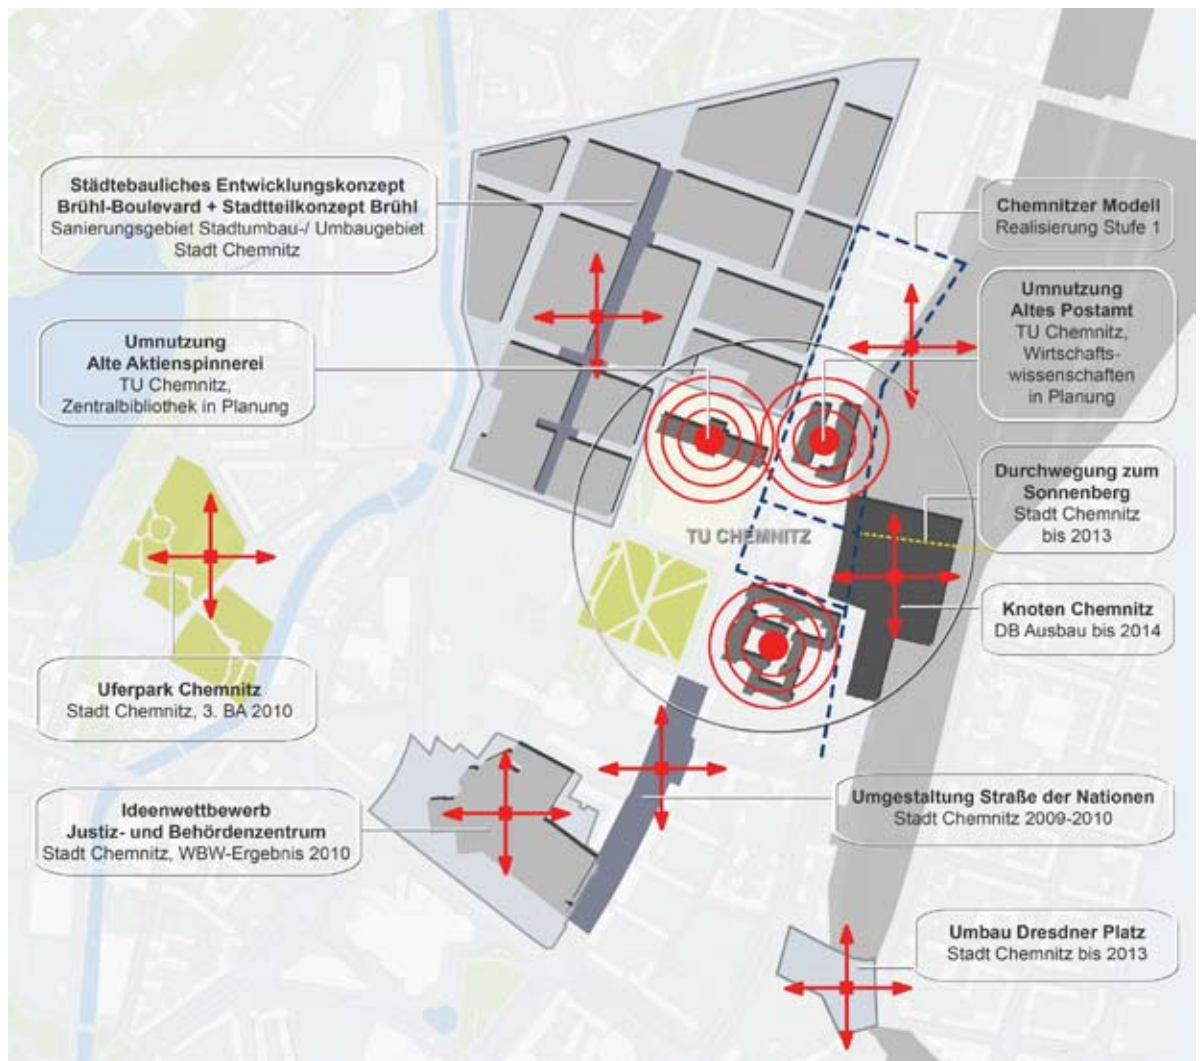 Städtebauliches Entwicklungskonzept
Brühl-Boulevard + Stadtteilkonzept Brühl
Sanierungsgebiet Stadtumbau-/ Umbaugebiet
Stadt Chemnitz
Umnutzung
Alte Aktienspinnerei
TU Chemnitz,
Zentralbibliothek in Planung
Uferpark Chemnitz
Stadt Chemnitz, 3. BA 2010
Ideenwettbewerb
Justiz- und Behördenzentrum
Stadt Chemnitz, WBW-Ergebnis 2010
TU CHEMNITZ
Chemnitzer Modell
Realisierung Stufe 1
Umnutzung
Altes Postamt
TU Chemnitz,
Wirtschafts-
wissenschaften
in Planung
Durchwegung zum
Sonnenberg
Stadt Chemnitz
bis 2013
Knoten Chemnitz
DB Ausbau bis 2014
Umgestaltung Straße der Nationen
Stadt Chemnitz 2009-2010
Umbau Dresdner Platz
Stadt Chemnitz bis 2013